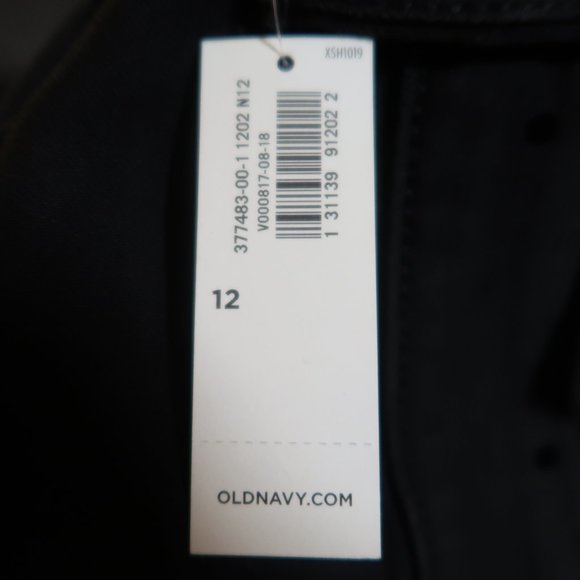 XSH1019
377483-00-1 1202 N12
V000817-08-18
1 31139 91202 2
12
OLDNAVY.COM